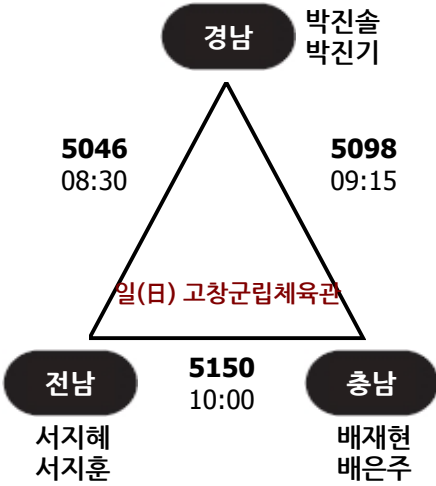 경남
박진솔
박진기
5046
08:30
5098
09:15
일(日) 고창군립체육관
전남
5150
10:00
충남
서지혜
서지훈
배재현
배은주